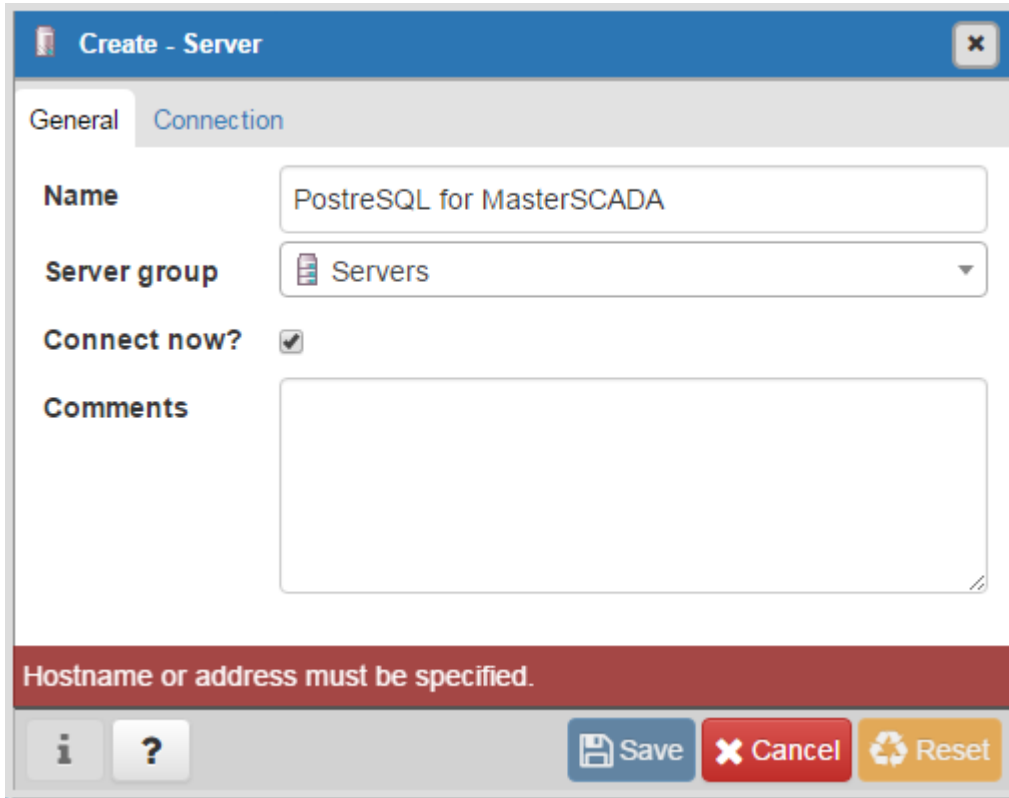 Create - Server
General Connection
Name PostreSQL for MasterSCADA
Server group Servers
Connect now?
Comments
Hostname or address must be specified.
i ? Save Cancel Reset